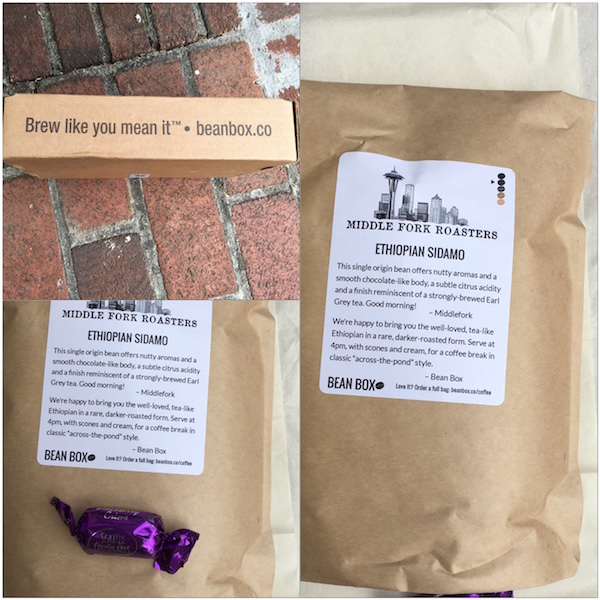 Brew like you mean it™ • beanbox.co
MIDDLE FORK ROASTERS
ETHIOPIAN SIDAMO
This single origin bean offers nutty aromas and a
smooth chocolate-like body, a subtle citrus acidity
and a finish reminiscent of a strongly-brewed Earl
Grey tea. Good morning!
– Middlefork
We're happy to bring you the well-loved, tea-like
Ethiopian in a rare, darker-roasted form. Serve at
4pm, with scones and cream, for a coffee break in
classic "across-the-pond" style.
– Bean Box
BEAN BOX
Love it? Order a full bag: beanbox.co/coffee
MIDDLE FORK ROASTERS
ETHIOPIAN SIDAMO
This single origin bean offers nutty aromas and a
smooth chocolate-like body, a subtle citrus acidity
and a finish reminiscent of a strongly-brewed Earl
Grey tea. Good morning!
– Middlefork
We're happy to bring you the well-loved, tea-like
Ethiopian in a rare, darker-roasted form. Serve at
4pm, with scones and cream, for a coffee break in
classic "across-the-pond" style.
– Bean Box
BEAN BOX
Love it? Order a full bag: beanbox.co/coffee